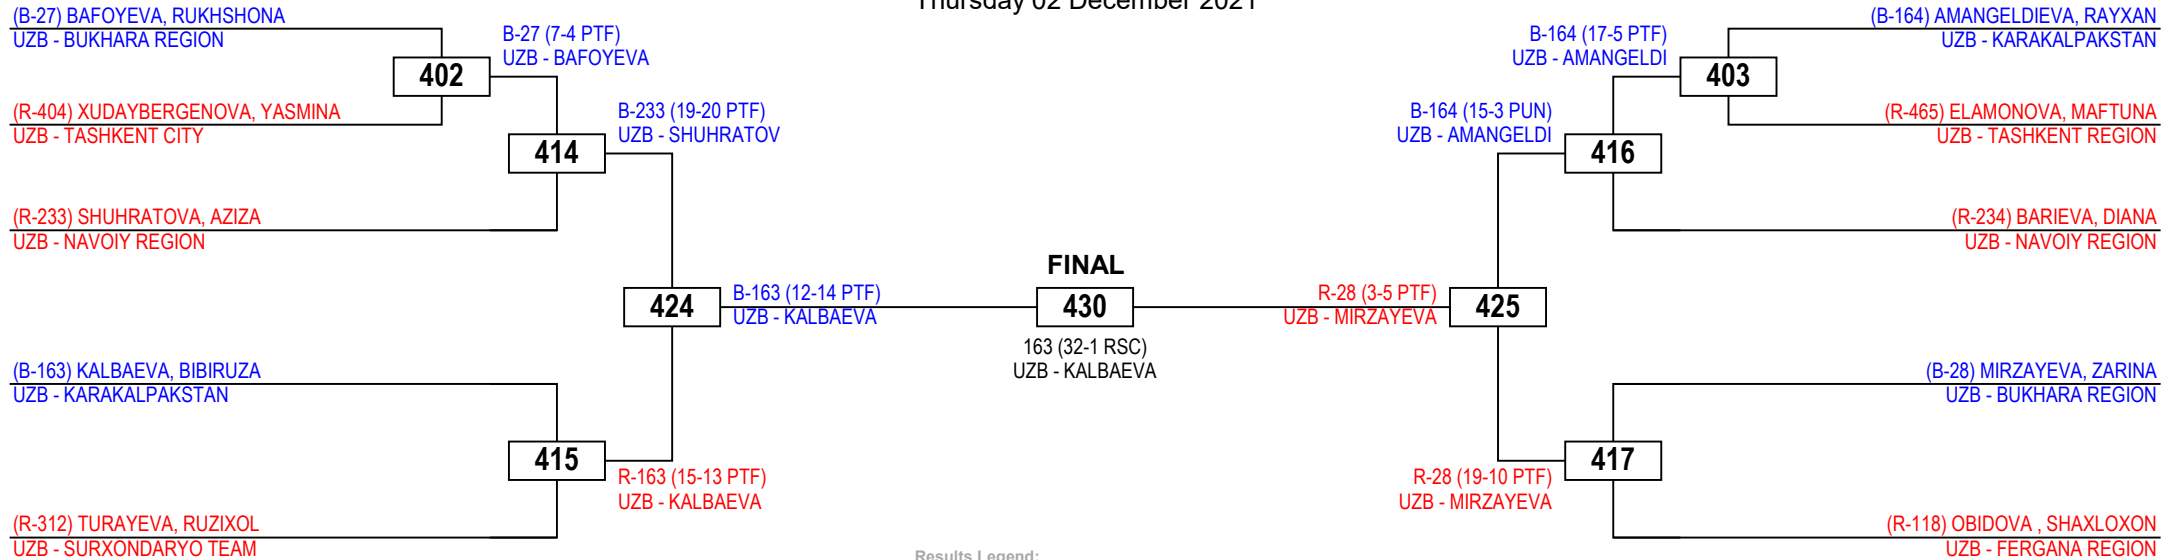 Thursday 02 December 2021
(B-27) BAFOYEVA, RUKHSHONA
UZB - BUKHARA REGION
402
B-27 (7-4 PTF)
UZB - BAFOYEVA
(R-404) XUDAYBERGENOVA, YASMINA
UZB - TASHKENT CITY
414
B-233 (19-20 PTF)
UZB - SHUHRATOV
(R-233) SHUHRATOVA, AZIZA
UZB - NAVOIY REGION
424
B-163 (12-14 PTF)
UZB - KALBAEVA
(B-163) KALBAEVA, BIBIRUZA
UZB - KARAKALPAKSTAN
415
R-163 (15-13 PTF)
UZB - KALBAEVA
(R-312) TURAYEVA, RUZIXOL
UZB - SURXONDARYO TEAM
FINAL
430
163 (32-1 RSC)
UZB - KALBAEVA
(B-164) AMANGELDIEVA, RAYXAN
UZB - KARAKALPAKSTAN
B-164 (17-5 PTF)
UZB - AMANGELDI
403
(R-465) ELAMONOVA, MAFTUNA
UZB - TASHKENT REGION
B-164 (15-3 PUN)
UZB - AMANGELDI
416
(R-234) BARIEVA, DIANA
UZB - NAVOIY REGION
R-28 (3-5 PTF)
UZB - MIRZAYEVA
425
(B-28) MIRZAYEVA, ZARINA
UZB - BUKHARA REGION
417
R-28 (19-10 PTF)
UZB - MIRZAYEVA
(R-118) OBIDOVA , SHAXLOXON
UZB - FERGANA REGION
Results Legend: